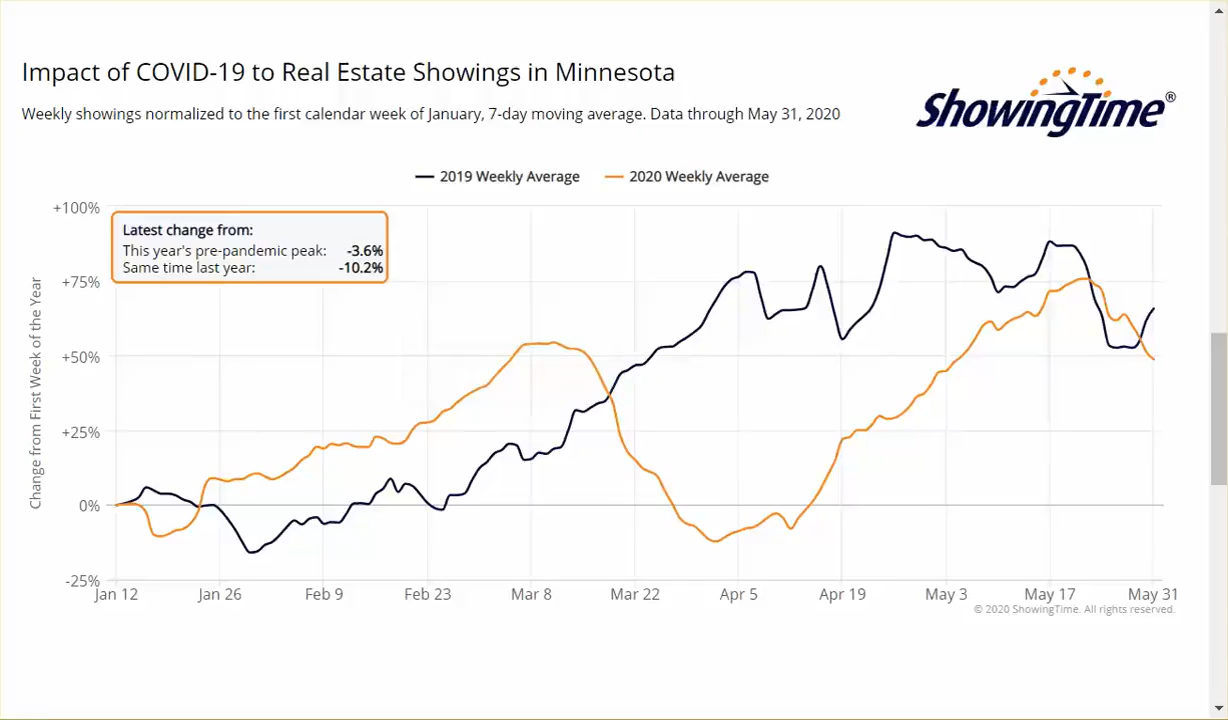 Impact of COVID-19 to Real Estate Showings in Minnesota
Weekly showings normalized to the first calendar week of January, 7-day moving average. Data through May 31, 2020
ShowingTime®
2019 Weekly Average 2020 Weekly Average
Latest change from:
This year's pre-pandemic peak: -3.6%
Same time last year: -10.2%
Change from First Week of the Year
+100%
+75%
+50%
+25%
0%
-25%
Jan 12 Jan 26 Feb 9 Feb 23 Mar 8 Mar 22 Apr 5 Apr 19 May 3 May 17 May 31
© 2020 ShowingTime. All rights reserved.